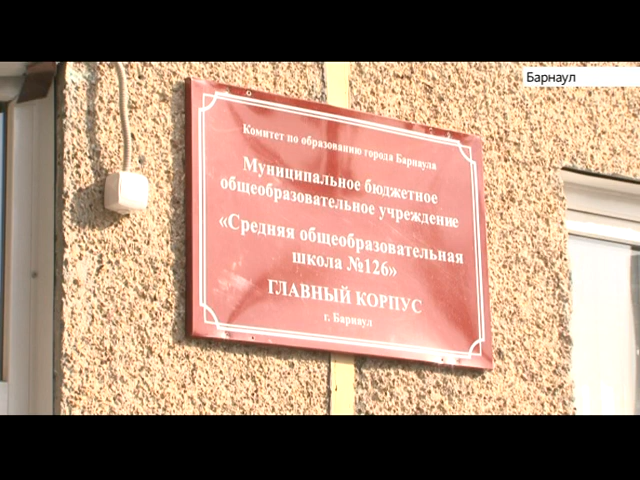 Барнаул
Комитет по образованию города Барнаула
Муниципальное бюджетное
общеобразовательное учреждение
«Средняя общеобразовательная
школа №126»
ГЛАВНЫЙ КОРПУС
г. Барнаул